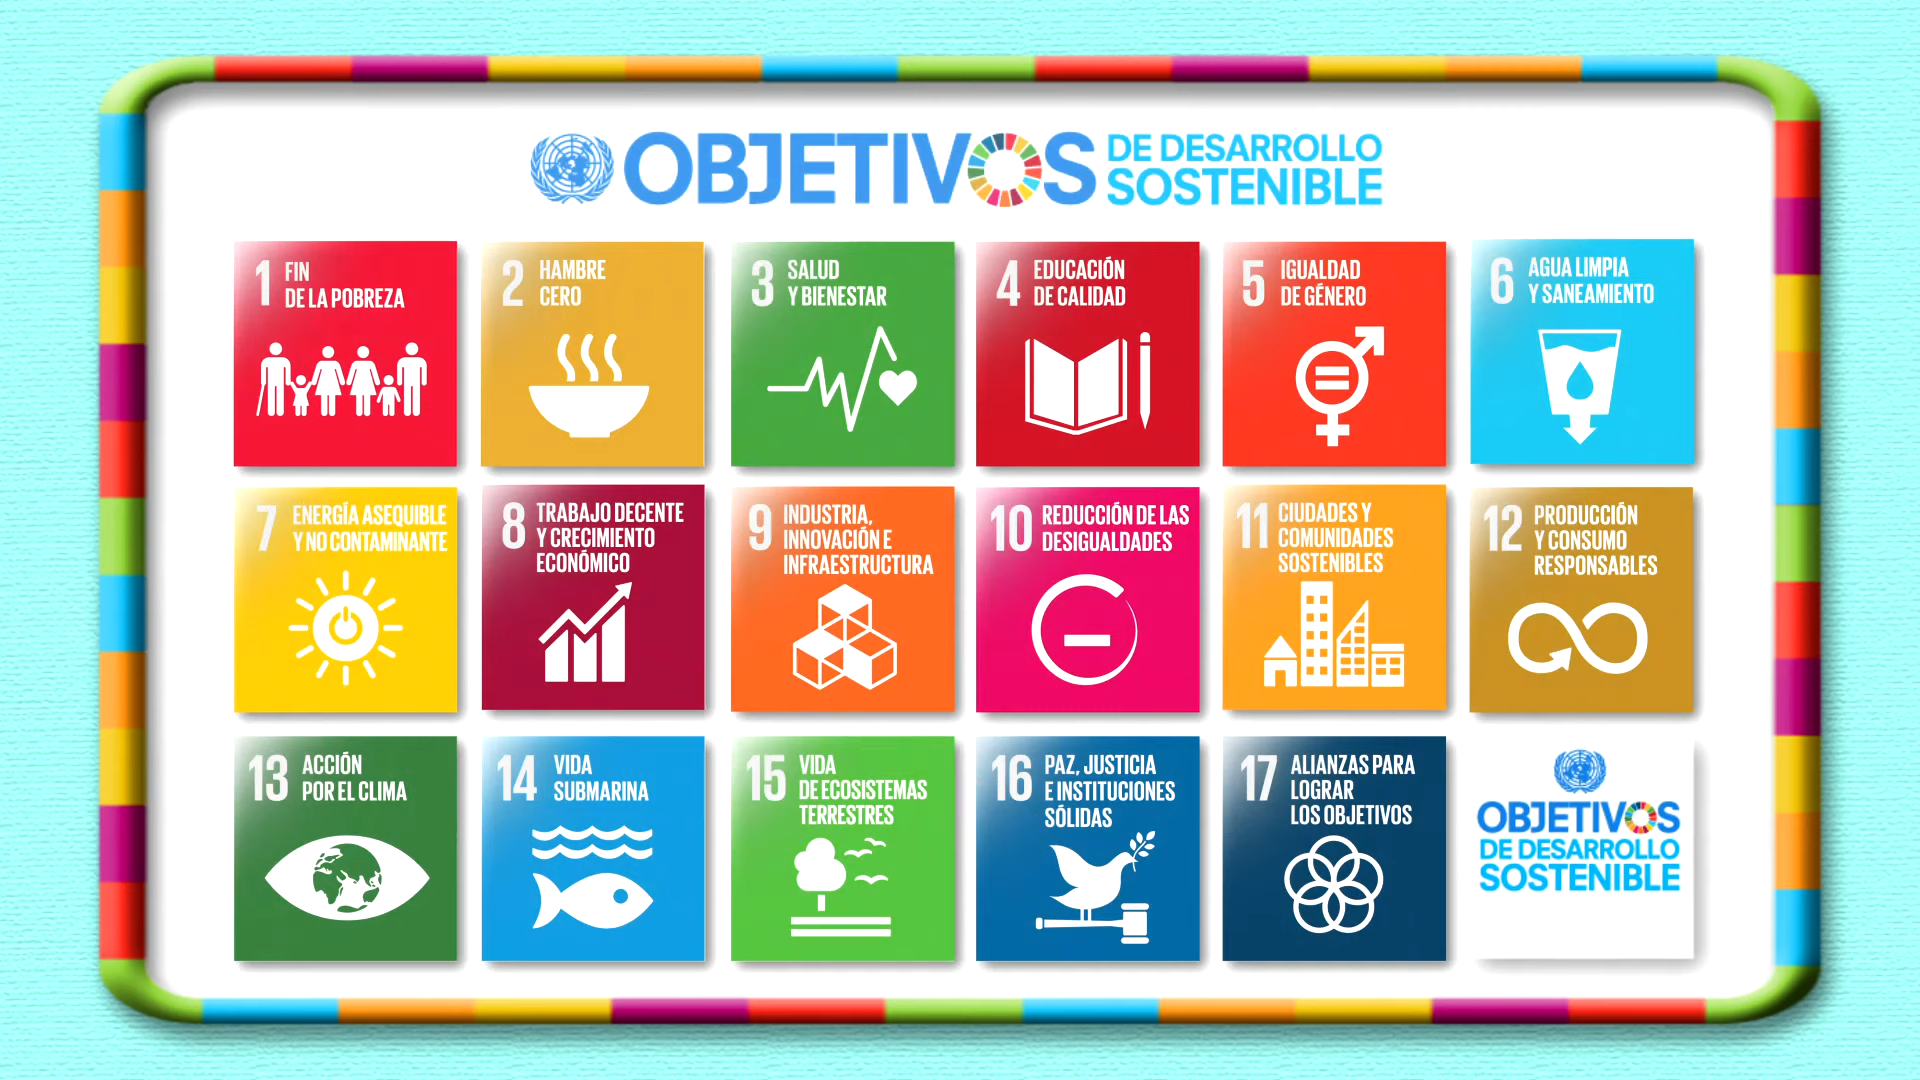 OBJETIVOS
DE DESARROLLO
SOSTENIBLE
1 FIN
DE LA POBREZA
2 HAMBRE
CERO
3 SALUD
Y BIENESTAR
4 EDUCACIÓN
DE CALIDAD
5 IGUALDAD
DE GÉNERO
6 AGUA LIMPIA
Y SANEAMIENTO
7 ENERGÍA ASEQUIBLE
Y NO CONTAMINANTE
8 TRABAJO DECENTE
Y CRECIMIENTO
ECONÓMICO
9 INDUSTRIA,
INNOVACIÓN E
INFRAESTRUCTURA
10 REDUCCIÓN DE LAS
DESIGUALDADES
11 CIUDADES Y
COMUNIDADES
SOSTENIBLES
12 PRODUCCIÓN
Y CONSUMO
RESPONSABLES
13 ACCIÓN
POR EL CLIMA
14 VIDA
SUBMARINA
15 VIDA
DE ECOSISTEMAS
TERRESTRES
16 PAZ, JUSTICIA
E INSTITUCIONES
SÓLIDAS
17 ALIANZAS PARA
LOGRAR
LOS OBJETIVOS
OBJETIVOS
DE DESARROLLO
SOSTENIBLE